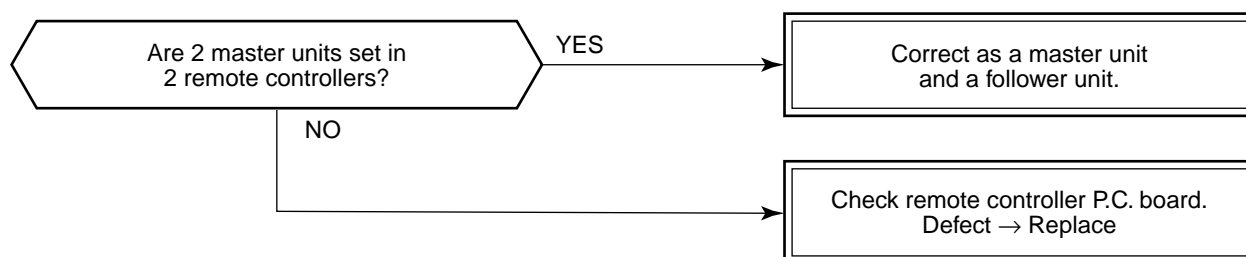 Are 2 master units set in
2 remote controllers?
YES
Correct as a master unit
and a follower unit.
NO
Check remote controller P.C. board.
Defect → Replace